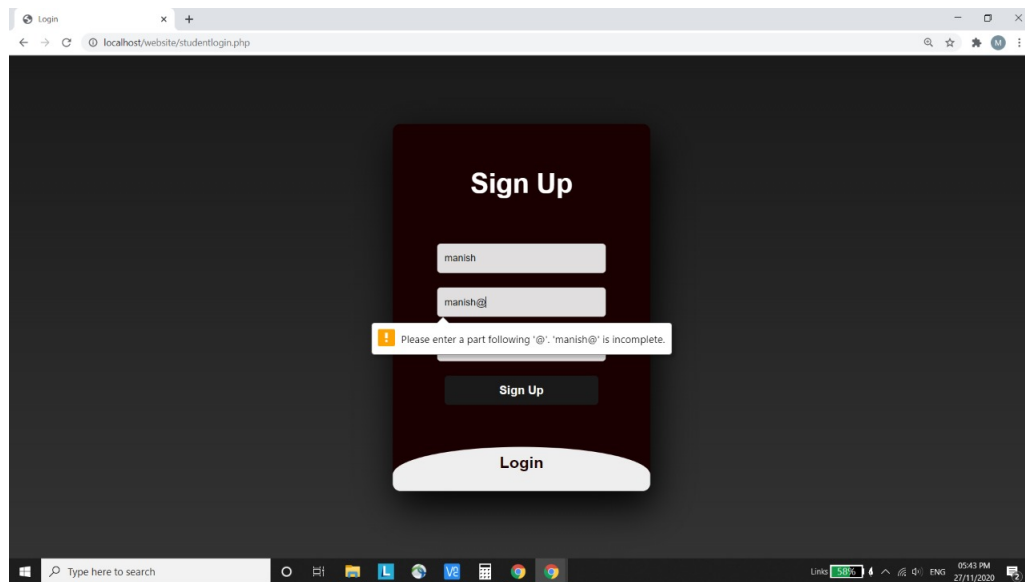 Login
localhost/website/studentlogin.php
M
Sign Up
manish
manish@
! Please enter a part following '@'. 'manish@' is incomplete.
Sign Up
Login
Type here to search
L
V2
Links 58% ENG
05:43 PM
27/11/2020